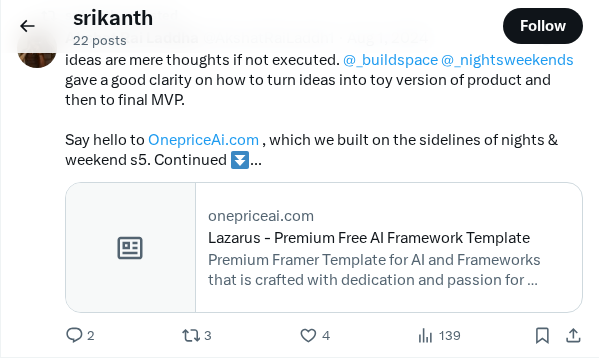 srikanth
22 posts
Follow
ideas are mere thoughts if not executed. @_buildspace @_nightsweekends
gave a good clarity on how to turn ideas into toy version of product and
then to final MVP.
Say hello to OnepriceAi.com , which we built on the sidelines of nights &
weekend s5. Continued ⏬...
onepriceai.com
Lazarus - Premium Free AI Framework Template
Premium Framer Template for AI and Frameworks
that is crafted with dedication and passion for ...
2 3 4 139